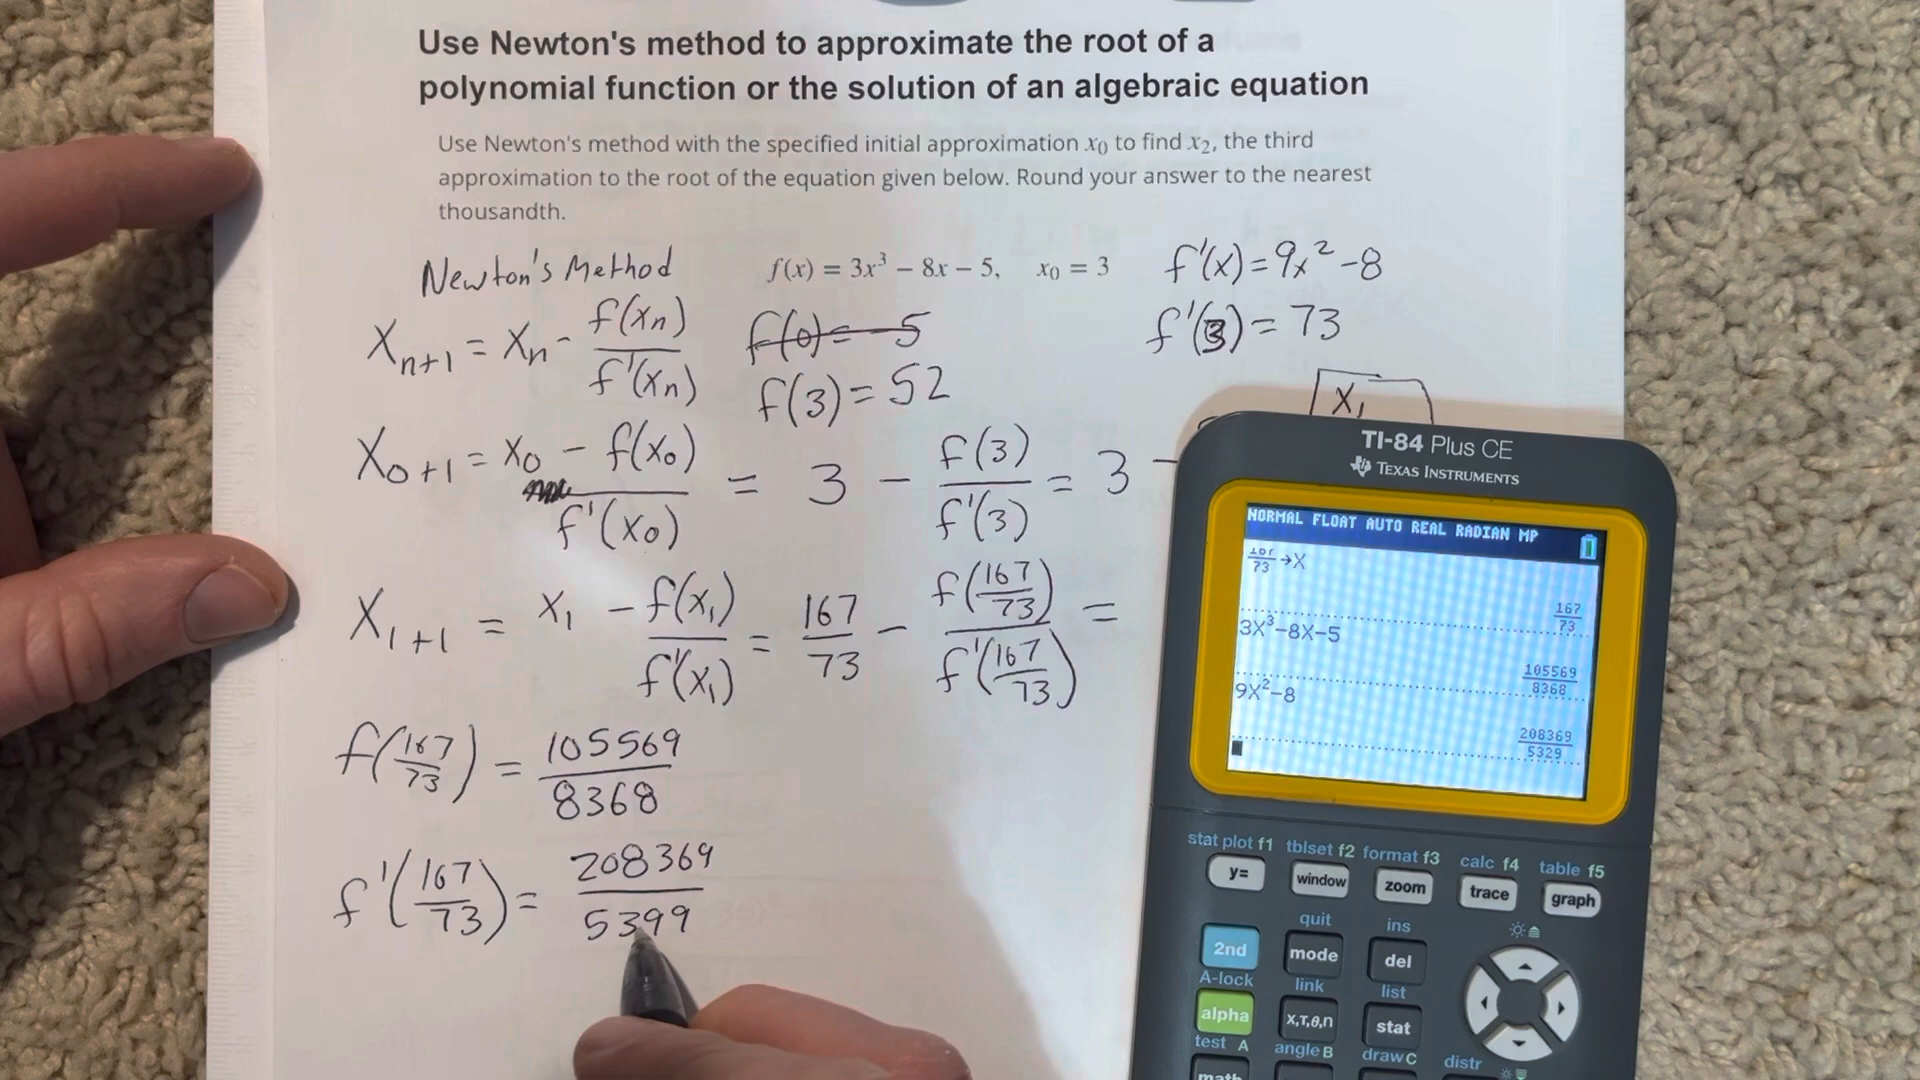 Use Newton's method to approximate the root of a
polynomial function or the solution of an algebraic equation
Use Newton's method with the specified initial approximation x₀ to find x₂, the third
approximation to the root of the equation given below. Round your answer to the nearest
thousandth.
Newton's Method f(x) = 3x³ − 8x − 5, x₀ = 3 f'(x) = 9x² − 8
Xₙ₊₁ = Xₙ - f(xₙ)/f'(xₙ) f(0) = -5 f'(3) = 73
f(3) = 52
X₁
X₀₊₁ = X₀ - f(x₀)/f'(x₀) = 3 - f(3)/f'(3) = 3 -
X₁₊₁ = X₁ - f(x₁)/f'(x₁) = 167/73 - f(167/73)/f'(167/73) =
f(167/73) = 105569/8368
f'(167/73) = 208369/5399
TI-84 Plus CE
TEXAS INSTRUMENTS
NORMAL FLOAT AUTO REAL RADIAN MP
73→X
167/73
3X³-8X-5
105569/8368
9X²-8
208369/5329
stat plot f1 tblset f2 format f3 calc f4 table f5
y= window zoom trace graph
quit ins
2nd mode del
A-lock link list
alpha X,T,θ,n stat
test A angle B draw C distr
math